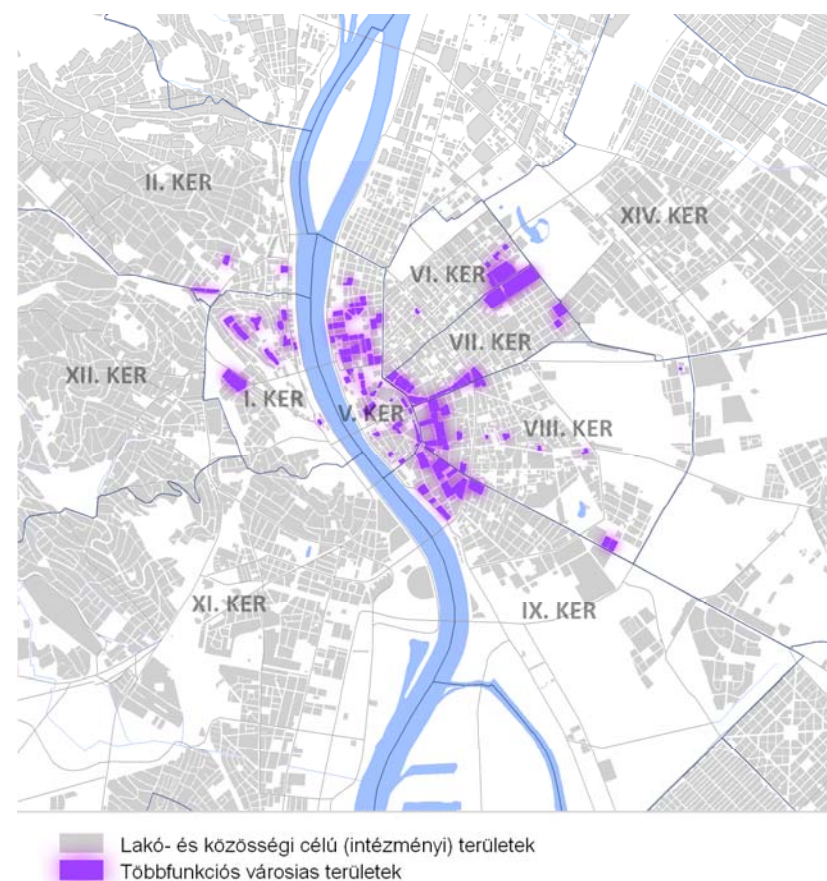 II. KER
XIV. KER
VI. KER
VII. KER
XII. KER
I. KER
V. KER
VIII. KER
XI. KER
IX. KER
Lakó- és közösségi célú (intézményi) területek
Többfunkciós városias területek